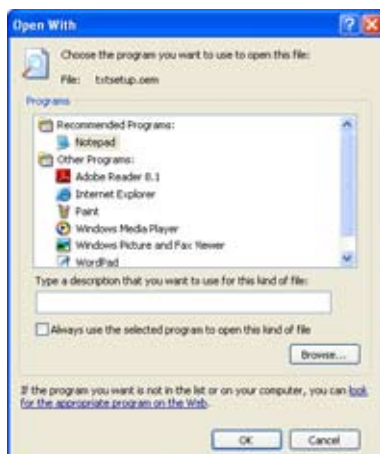 Open With
Choose the program you want to use to open this file:
File: txtsetup.oem
Programs
Recommended Programs:
Notepad
Other Programs:
Adobe Reader 8.1
Internet Explorer
Paint
Windows Media Player
Windows Picture and Fax Viewer
WordPad
Type a description that you want to use for this kind of file:
Always use the selected program to open this kind of file
Browse...
If the program you want is not in the list or on your computer, you can look
for the appropriate program on the Web.
OK
Cancel